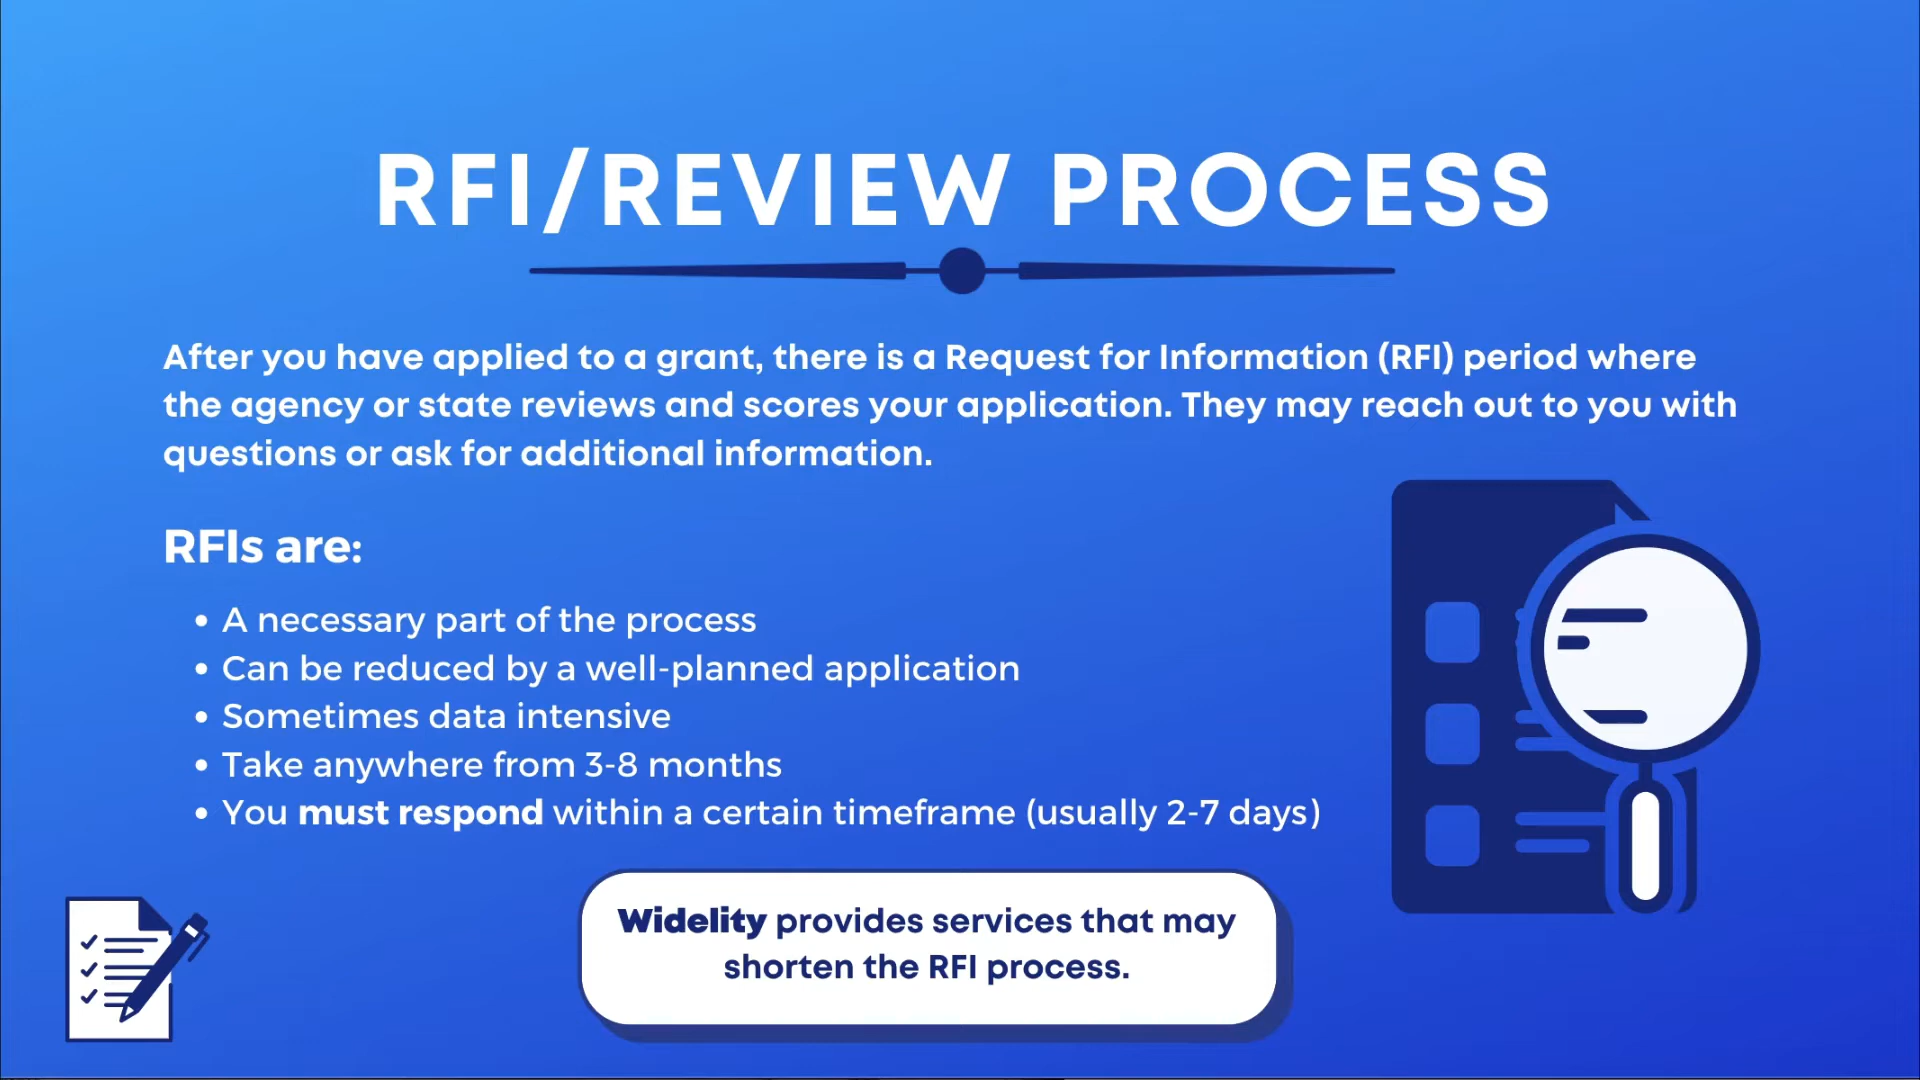 RFI/REVIEW PROCESS
After you have applied to a grant, there is a Request for Information (RFI) period where
the agency or state reviews and scores your application. They may reach out to you with
questions or ask for additional information.
RFIs are:
• A necessary part of the process
• Can be reduced by a well-planned application
• Sometimes data intensive
• Take anywhere from 3-8 months
• You must respond within a certain timeframe (usually 2-7 days)
Widelity provides services that may
shorten the RFI process.